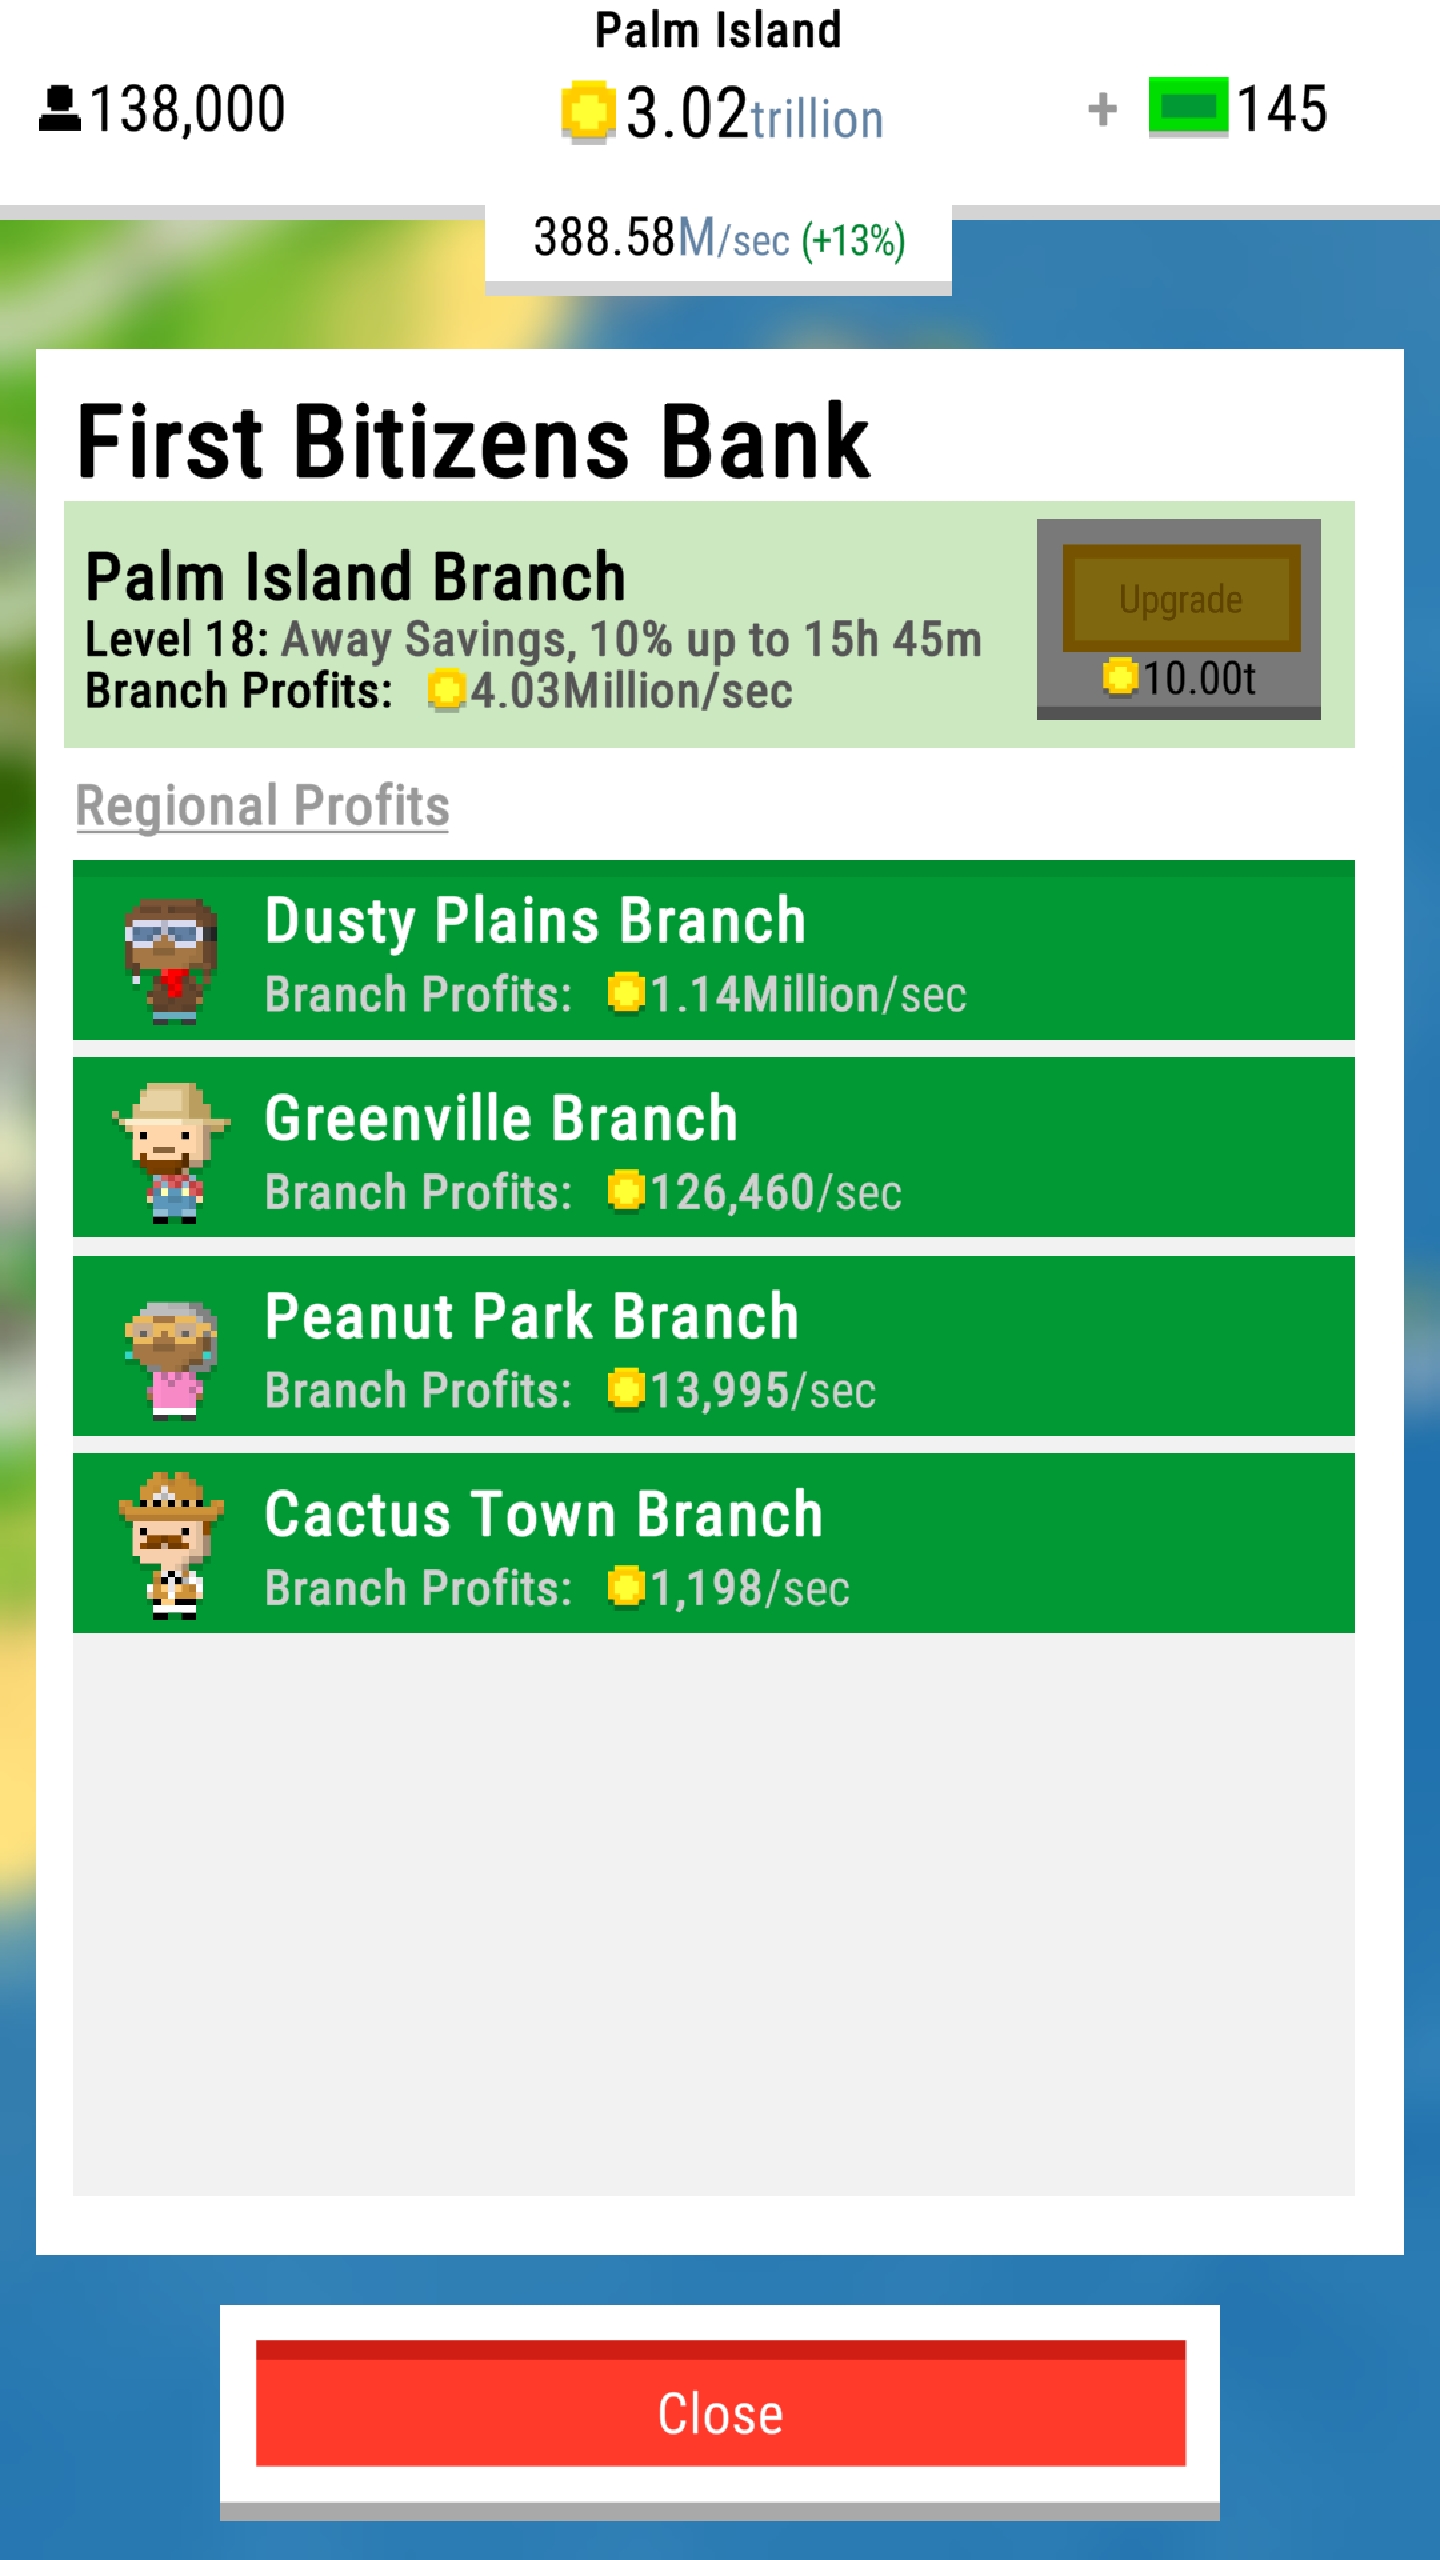 Palm Island
138,000
3.02trillion
+ 145
388.58M/sec (+13%)
First Bitizens Bank
Palm Island Branch
Level 18: Away Savings, 10% up to 15h 45m
Branch Profits: 4.03Million/sec
Upgrade
10.00t
Regional Profits
Dusty Plains Branch
Branch Profits: 1.14Million/sec
Greenville Branch
Branch Profits: 126,460/sec
Peanut Park Branch
Branch Profits: 13,995/sec
Cactus Town Branch
Branch Profits: 1,198/sec
Close